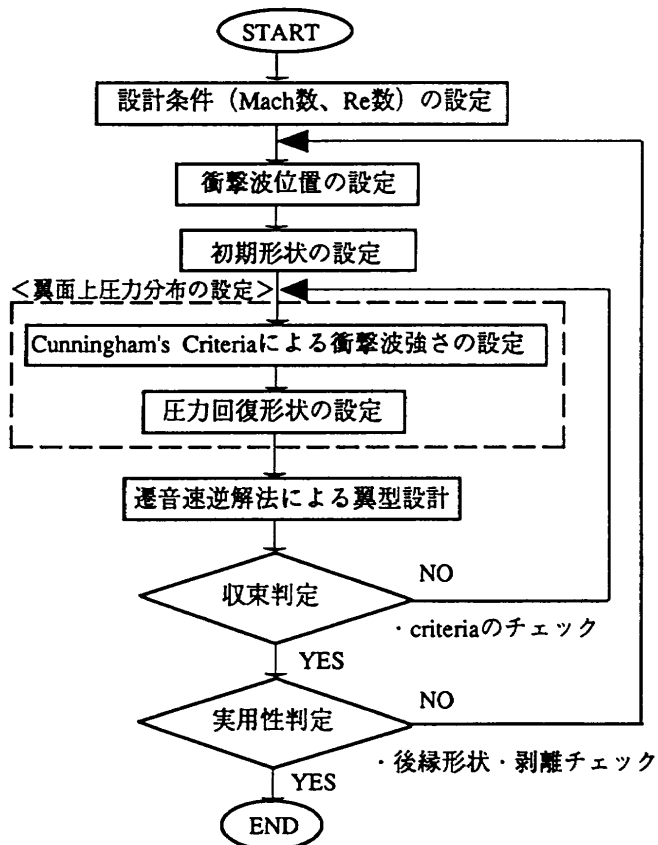 START
設計条件（Mach数、Re数）の設定
衝撃波位置の設定
初期形状の設定
＜翼面上圧力分布の設定＞
Cunningham's Criteriaによる衝撃波強さの設定
圧力回復形状の設定
遷音速逆解法による翼型設計
収束判定
NO
・criteriaのチェック
YES
実用性判定
NO
・後縁形状・剥離チェック
YES
END